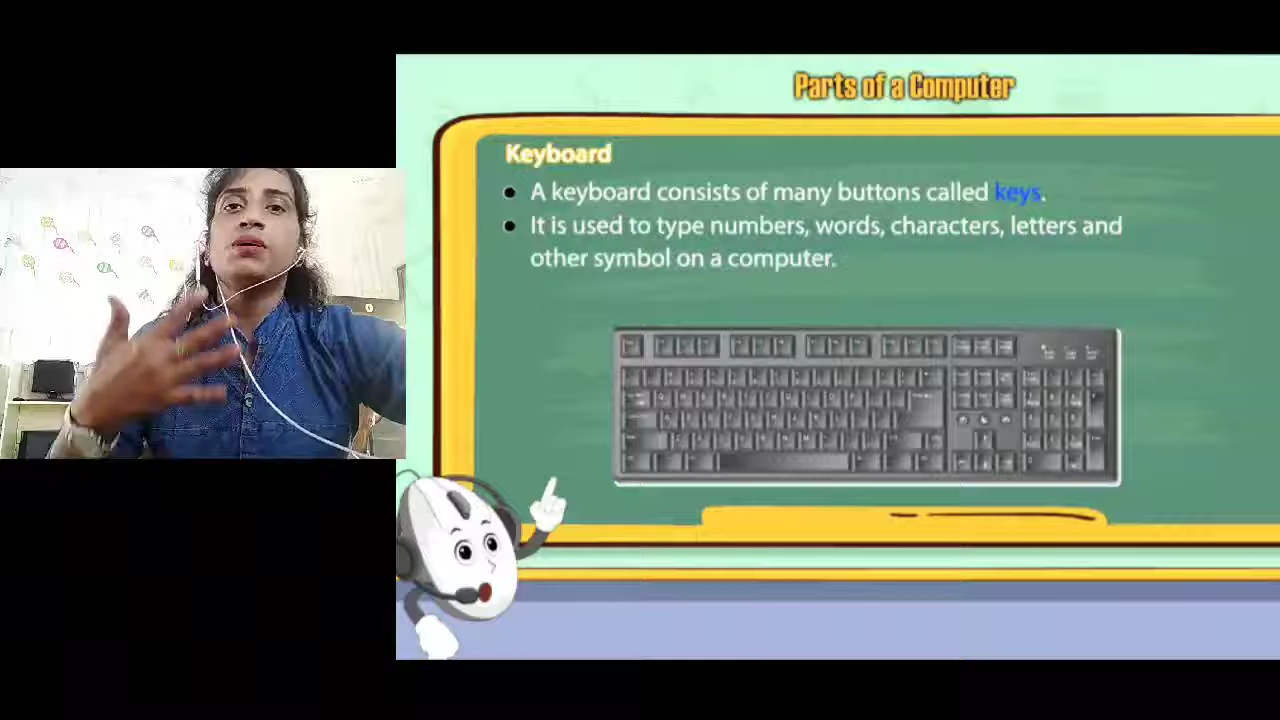 Parts of a Computer
Keyboard
• A keyboard consists of many buttons called keys.
• It is used to type numbers, words, characters, letters and
other symbol on a computer.